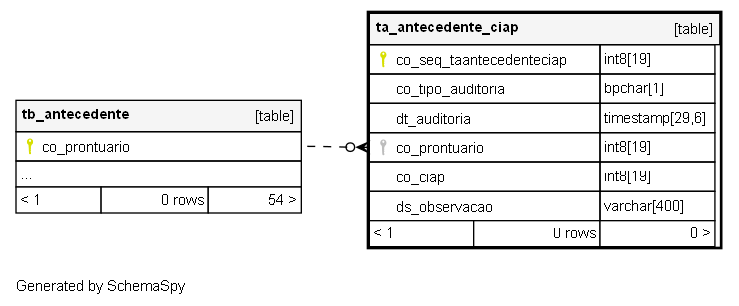 ta_antecedente_ciap [table]
co_seq_taantecedenteciap int8[19]
co_tipo_auditoria bpchar[1]
dt_auditoria timestamp[29,6]
co_prontuario int8[19]
co_ciap int8[19]
ds_observacao varchar[400]
< 1 0 rows 0 >
tb_antecedente [table]
co_prontuario
...
< 1 0 rows 54 >
Generated by SchemaSpy